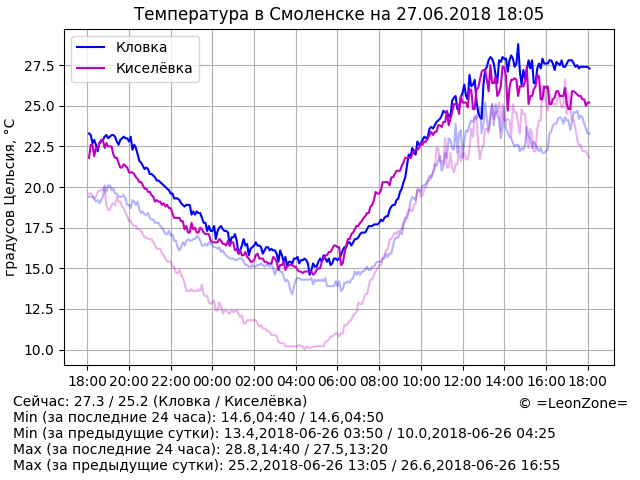 Температура в Смоленске на 27.06.2018 18:05
Кловка
Киселёвка
градусов Цельсия, °C
27.5
25.0
22.5
20.0
17.5
15.0
12.5
10.0
18:00 20:00 22:00 00:00 02:00 04:00 06:00 08:00 10:00 12:00 14:00 16:00 18:00
Сейчас: 27.3 / 25.2 (Кловка / Киселёвка)
© =LeonZone=
Min (за последние 24 часа): 14.6,04:40 / 14.6,04:50
Min (за предыдущие сутки): 13.4,2018-06-26 03:50 / 10.0,2018-06-26 04:25
Max (за последние 24 часа): 28.8,14:40 / 27.5,13:20
Max (за предыдущие сутки): 25.2,2018-06-26 13:05 / 26.6,2018-06-26 16:55